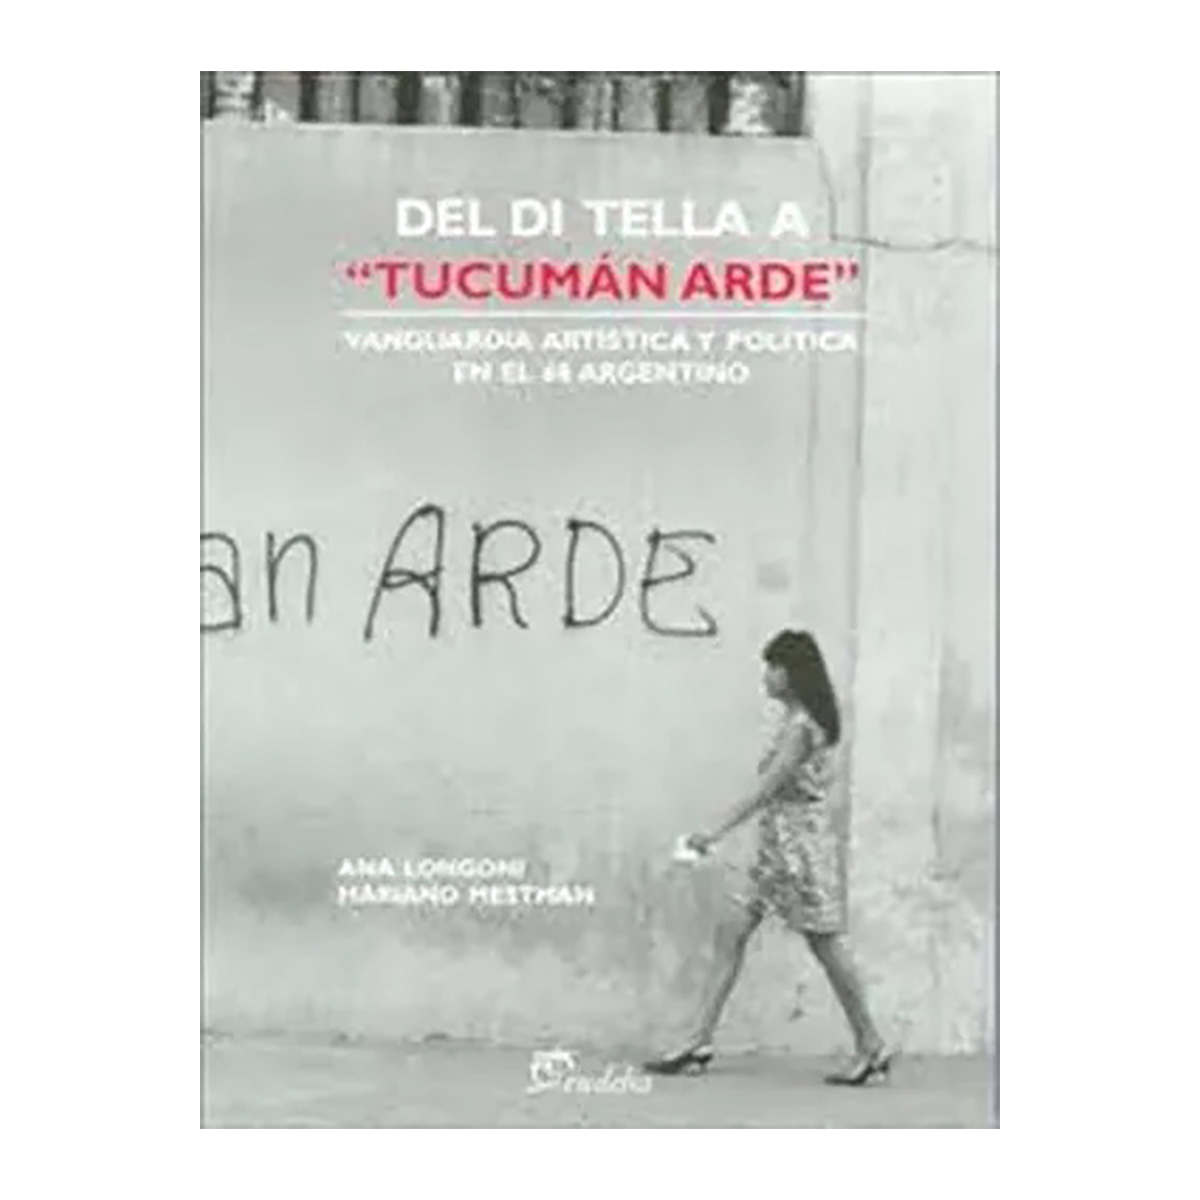 DEL DI TELLA A
“TUCUMÁN ARDE”
VANGUARDIA ARTÍSTICA Y POLÍTICA
EN EL 68 ARGENTINO
an ARDE
ANA LONGONI
MARIANO MESTMAN
eudeba